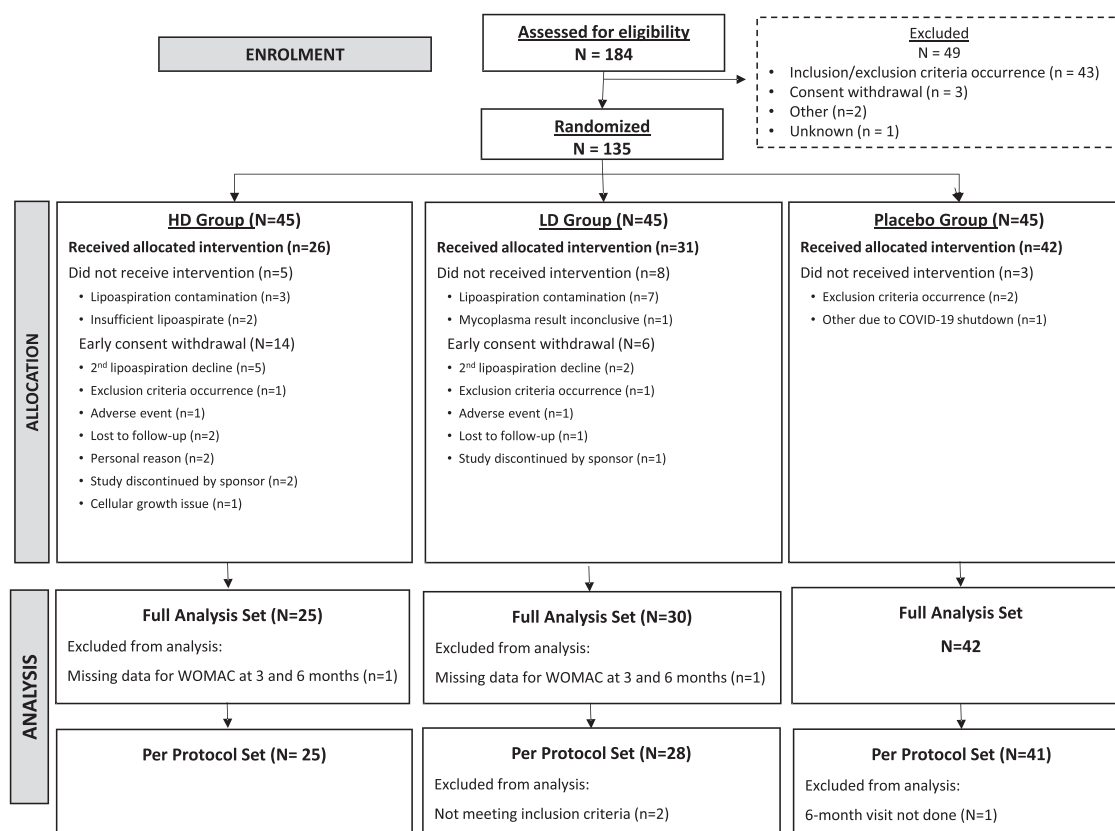 ENROLMENT
Assessed for eligibility
N = 184
Excluded
N = 49
• Inclusion/exclusion criteria occurrence (n = 43)
• Consent withdrawal (n = 3)
• Other (n=2)
• Unknown (n = 1)
Randomized
N = 135
ALLOCATION
HD Group (N=45)
Received allocated intervention (n=26)
Did not receive intervention (n=5)
• Lipoaspiration contamination (n=3)
• Insufficient lipoaspirate (n=2)
Early consent withdrawal (N=14)
• 2nd lipoaspiration decline (n=5)
• Exclusion criteria occurrence (n=1)
• Adverse event (n=1)
• Lost to follow-up (n=2)
• Personal reason (n=2)
• Study discontinued by sponsor (n=2)
• Cellular growth issue (n=1)
LD Group (N=45)
Received allocated intervention (n=31)
Did not received intervention (n=8)
• Lipoaspiration contamination (n=7)
• Mycoplasma result inconclusive (n=1)
Early consent withdrawal (N=6)
• 2nd lipoaspiration decline (n=2)
• Exclusion criteria occurrence (n=1)
• Adverse event (n=1)
• Lost to follow-up (n=1)
• Study discontinued by sponsor (n=1)
Placebo Group (N=45)
Received allocated intervention (n=42)
Did not received intervention (n=3)
• Exclusion criteria occurrence (n=2)
• Other due to COVID-19 shutdown (n=1)
ANALYSIS
Full Analysis Set (N=25)
Excluded from analysis:
Missing data for WOMAC at 3 and 6 months (n=1)
Full Analysis Set (N=30)
Excluded from analysis:
Missing data for WOMAC at 3 and 6 months (n=1)
Full Analysis Set
N=42
Per Protocol Set (N= 25)
Per Protocol Set (N=28)
Excluded from analysis:
Not meeting inclusion criteria (n=2)
Per Protocol Set (N=41)
Excluded from analysis:
6-month visit not done (N=1)